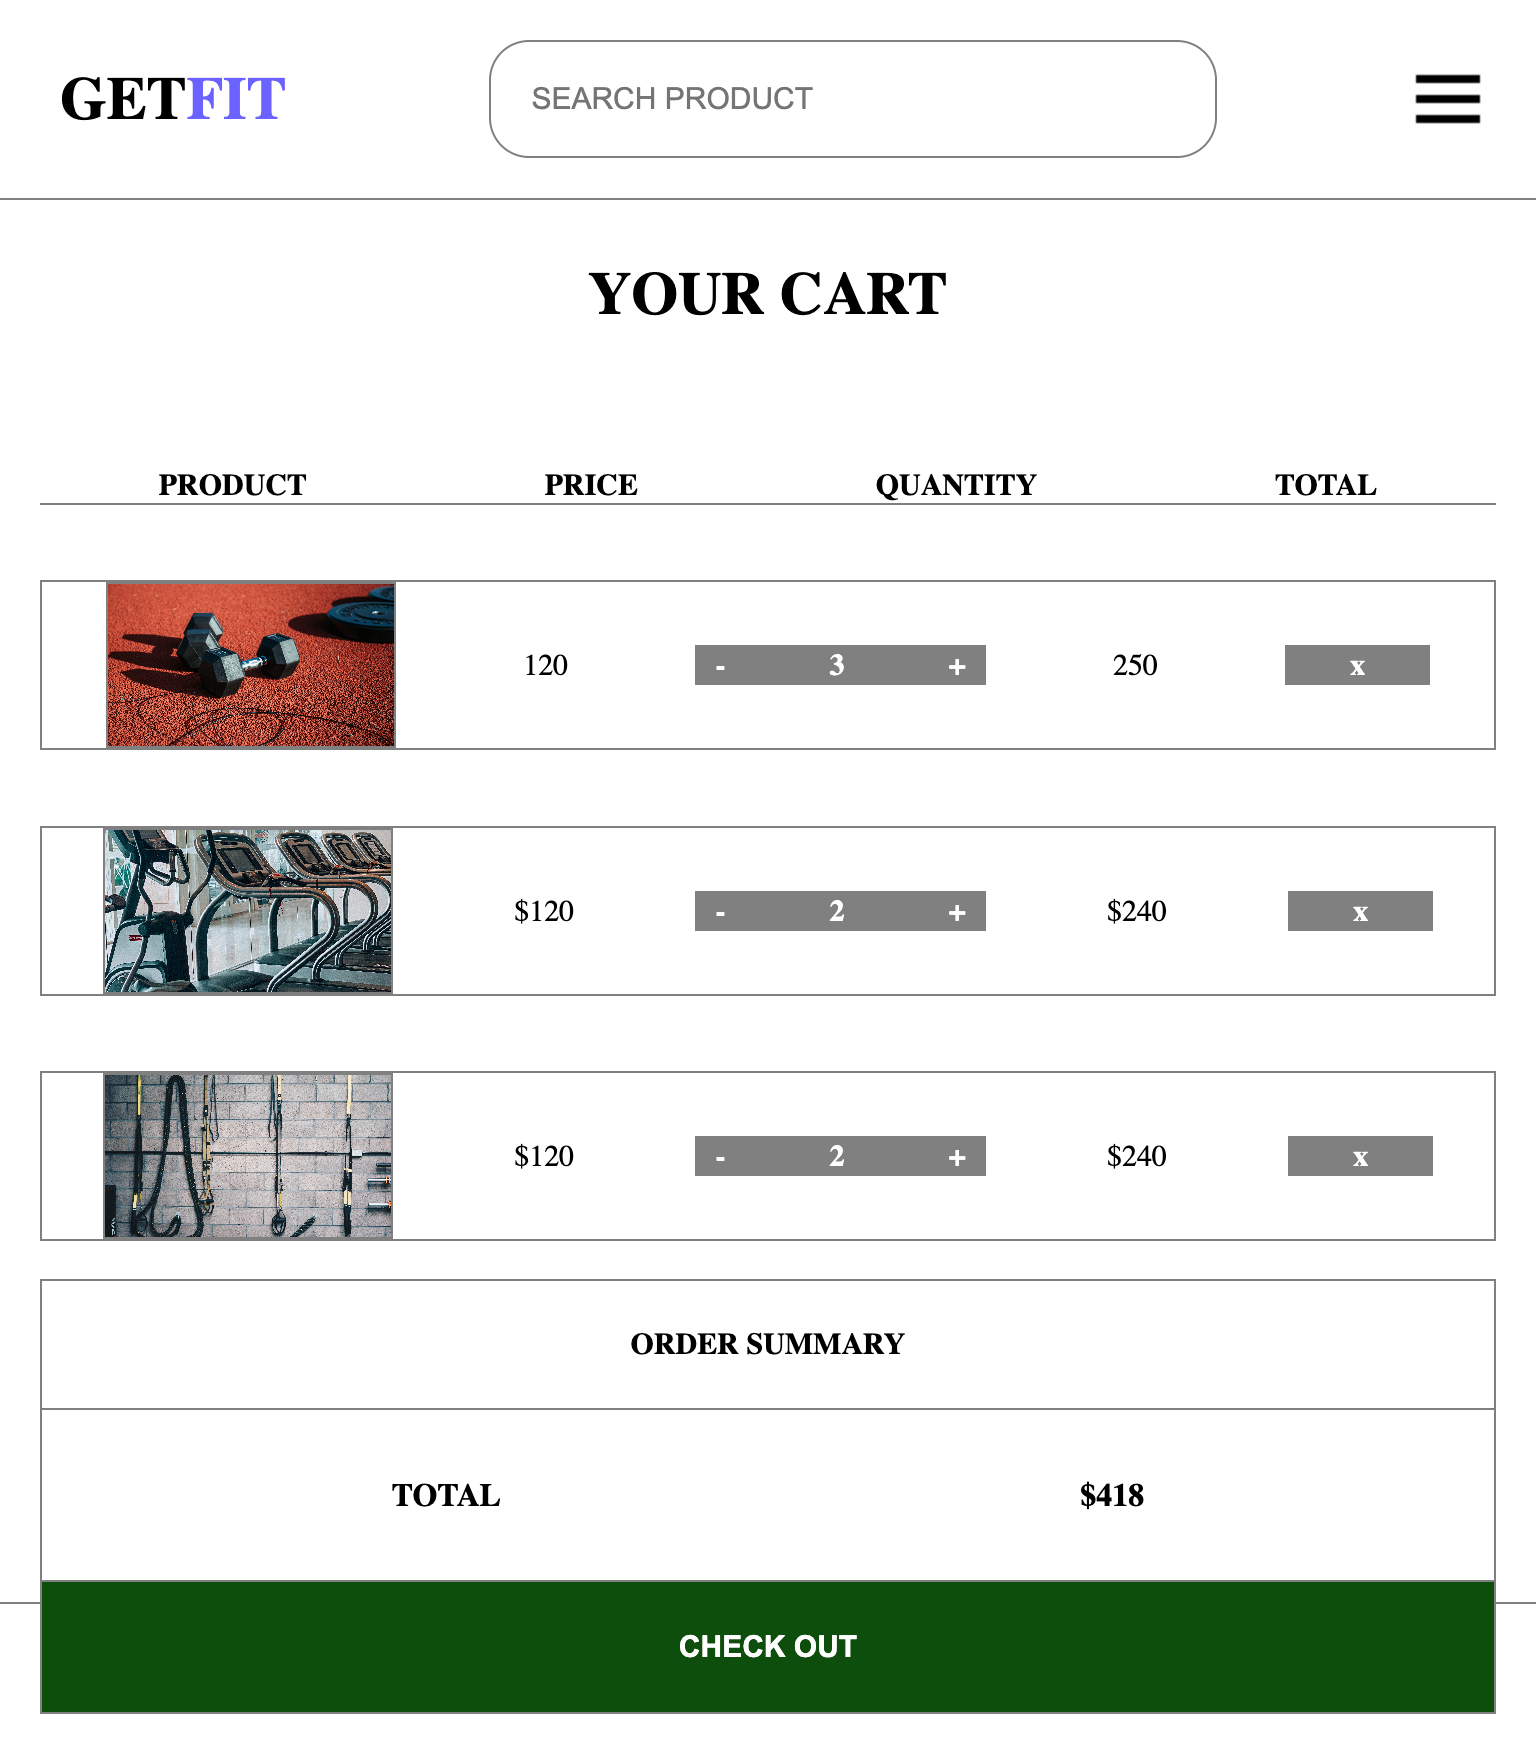 GETFIT
SEARCH PRODUCT
YOUR CART
PRODUCT PRICE QUANTITY TOTAL
120 - 3 + 250 x
$120 - 2 + $240 x
$120 - 2 + $240 x
ORDER SUMMARY
TOTAL $418
CHECK OUT